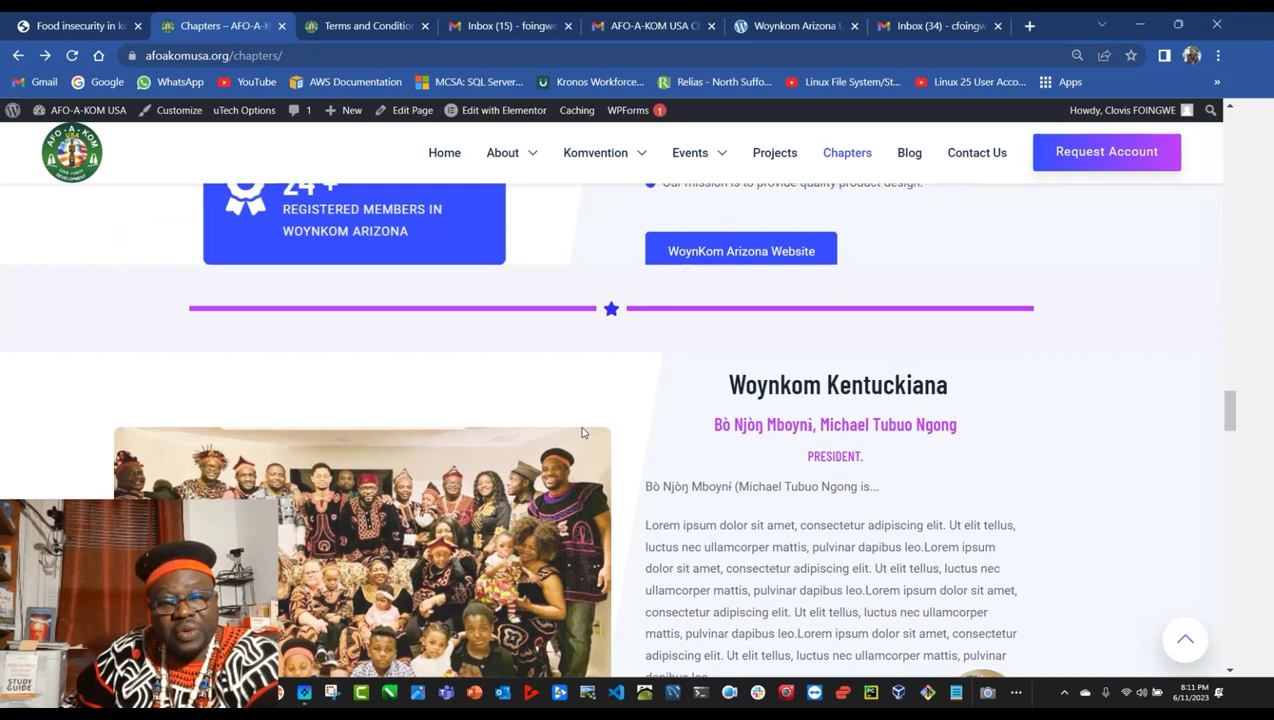 Food insecurity in k
Chapters – AFO-A-K
Terms and Condition
Inbox (15) - foingwe
AFO-A-KOM USA C
Woynkom Arizona
Inbox (34) - cfoingwe
afoakomusa.org/chapters/
Gmail
Google
WhatsApp
YouTube
AWS Documentation
MCSA: SQL Server...
Kronos Workforce...
Relias - North Suffo...
Linux File System/St...
Linux 25 User Acco...
Apps
AFO-A-KOM USA
Customize
uTech Options
1
New
Edit Page
Edit with Elementor
Caching
WPForms 1
Howdy, Clovis FOINGWE
AFO-A-KOM
USA
Home
About
Komvention
Events
Projects
Chapters
Blog
Contact Us
Request Account
24 +
REGISTERED MEMBERS IN
WOYNKOM ARIZONA
Our mission is to provide quality product design.
WoynKom Arizona Website
Woynkom Kentuckiana
Bò Njòŋ Mboynɨ̀, Michael Tubuo Ngong
PRESIDENT.
Bò Njòŋ Mboynɨ̀ (Michael Tubuo Ngong is...
Lorem ipsum dolor sit amet, consectetur adipiscing elit. Ut elit tellus,
luctus nec ullamcorper mattis, pulvinar dapibus leo.Lorem ipsum
dolor sit amet, consectetur adipiscing elit. Ut elit tellus, luctus nec
ullamcorper mattis, pulvinar dapibus leo.Lorem ipsum dolor sit amet,
consectetur adipiscing elit. Ut elit tellus, luctus nec ullamcorper
mattis, pulvinar dapibus leo.Lorem ipsum dolor sit amet, consectetur
adipiscing elit. Ut elit tellus, luctus nec ullamcorper mattis, pulvinar
STUDY
GUIDE
8:11 PM
6/11/2023